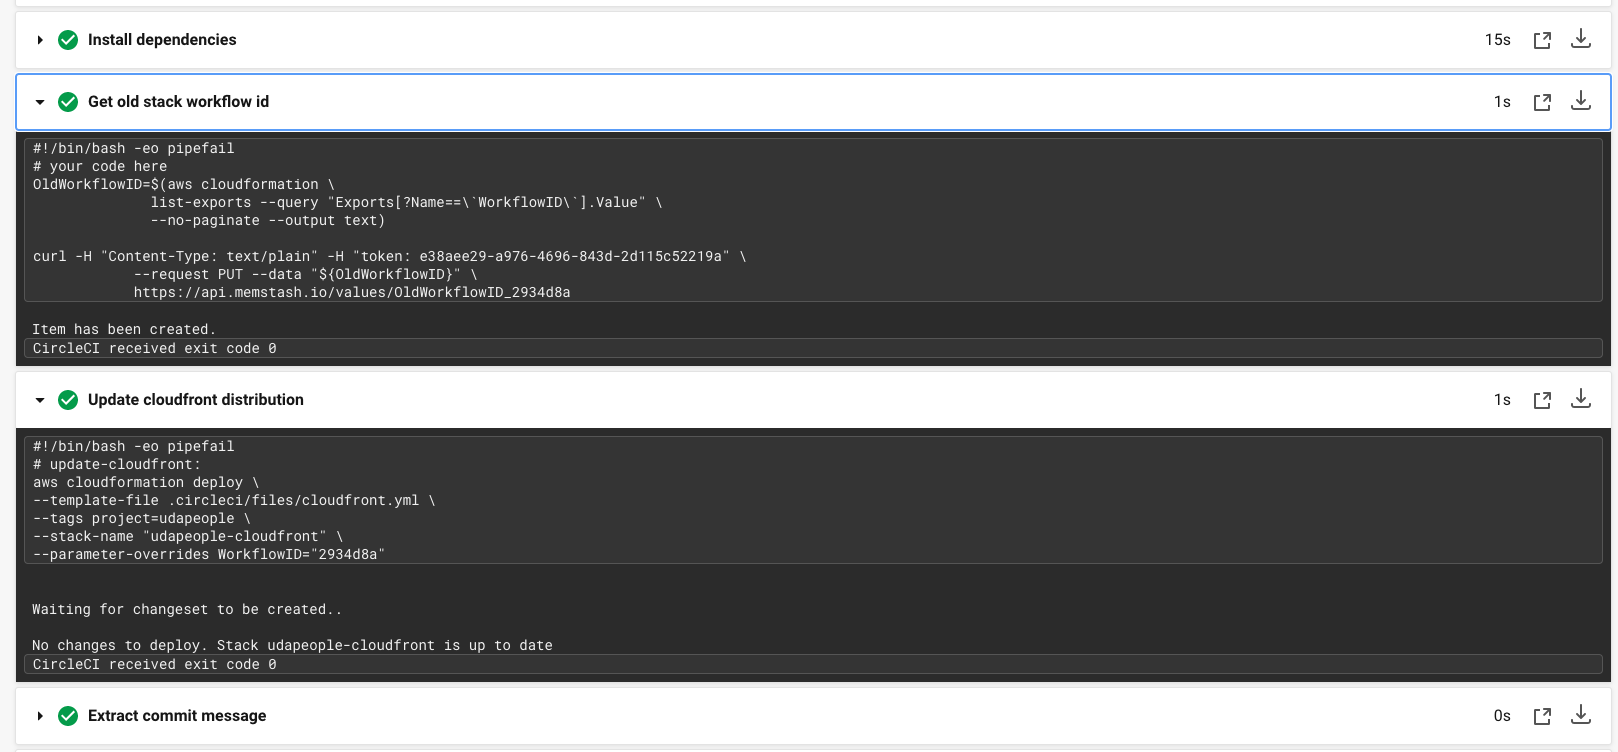 Install dependencies 15s
Get old stack workflow id 1s
#!/bin/bash -eo pipefail
# your code here
OldWorkflowID=$(aws cloudformation \
list-exports --query "Exports[?Name==\`WorkflowID\`].Value" \
--no-paginate --output text)
curl -H "Content-Type: text/plain" -H "token: e38aee29-a976-4696-843d-2d115c52219a" \
--request PUT --data "${OldWorkflowID}" \
https://api.memstash.io/values/OldWorkflowID_2934d8a
Item has been created.
CircleCI received exit code 0
Update cloudfront distribution 1s
#!/bin/bash -eo pipefail
# update-cloudfront:
aws cloudformation deploy \
--template-file .circleci/files/cloudfront.yml \
--tags project=udapeople \
--stack-name "udapeople-cloudfront" \
--parameter-overrides WorkflowID="2934d8a"
Waiting for changeset to be created..
No changes to deploy. Stack udapeople-cloudfront is up to date
CircleCI received exit code 0
Extract commit message 0s